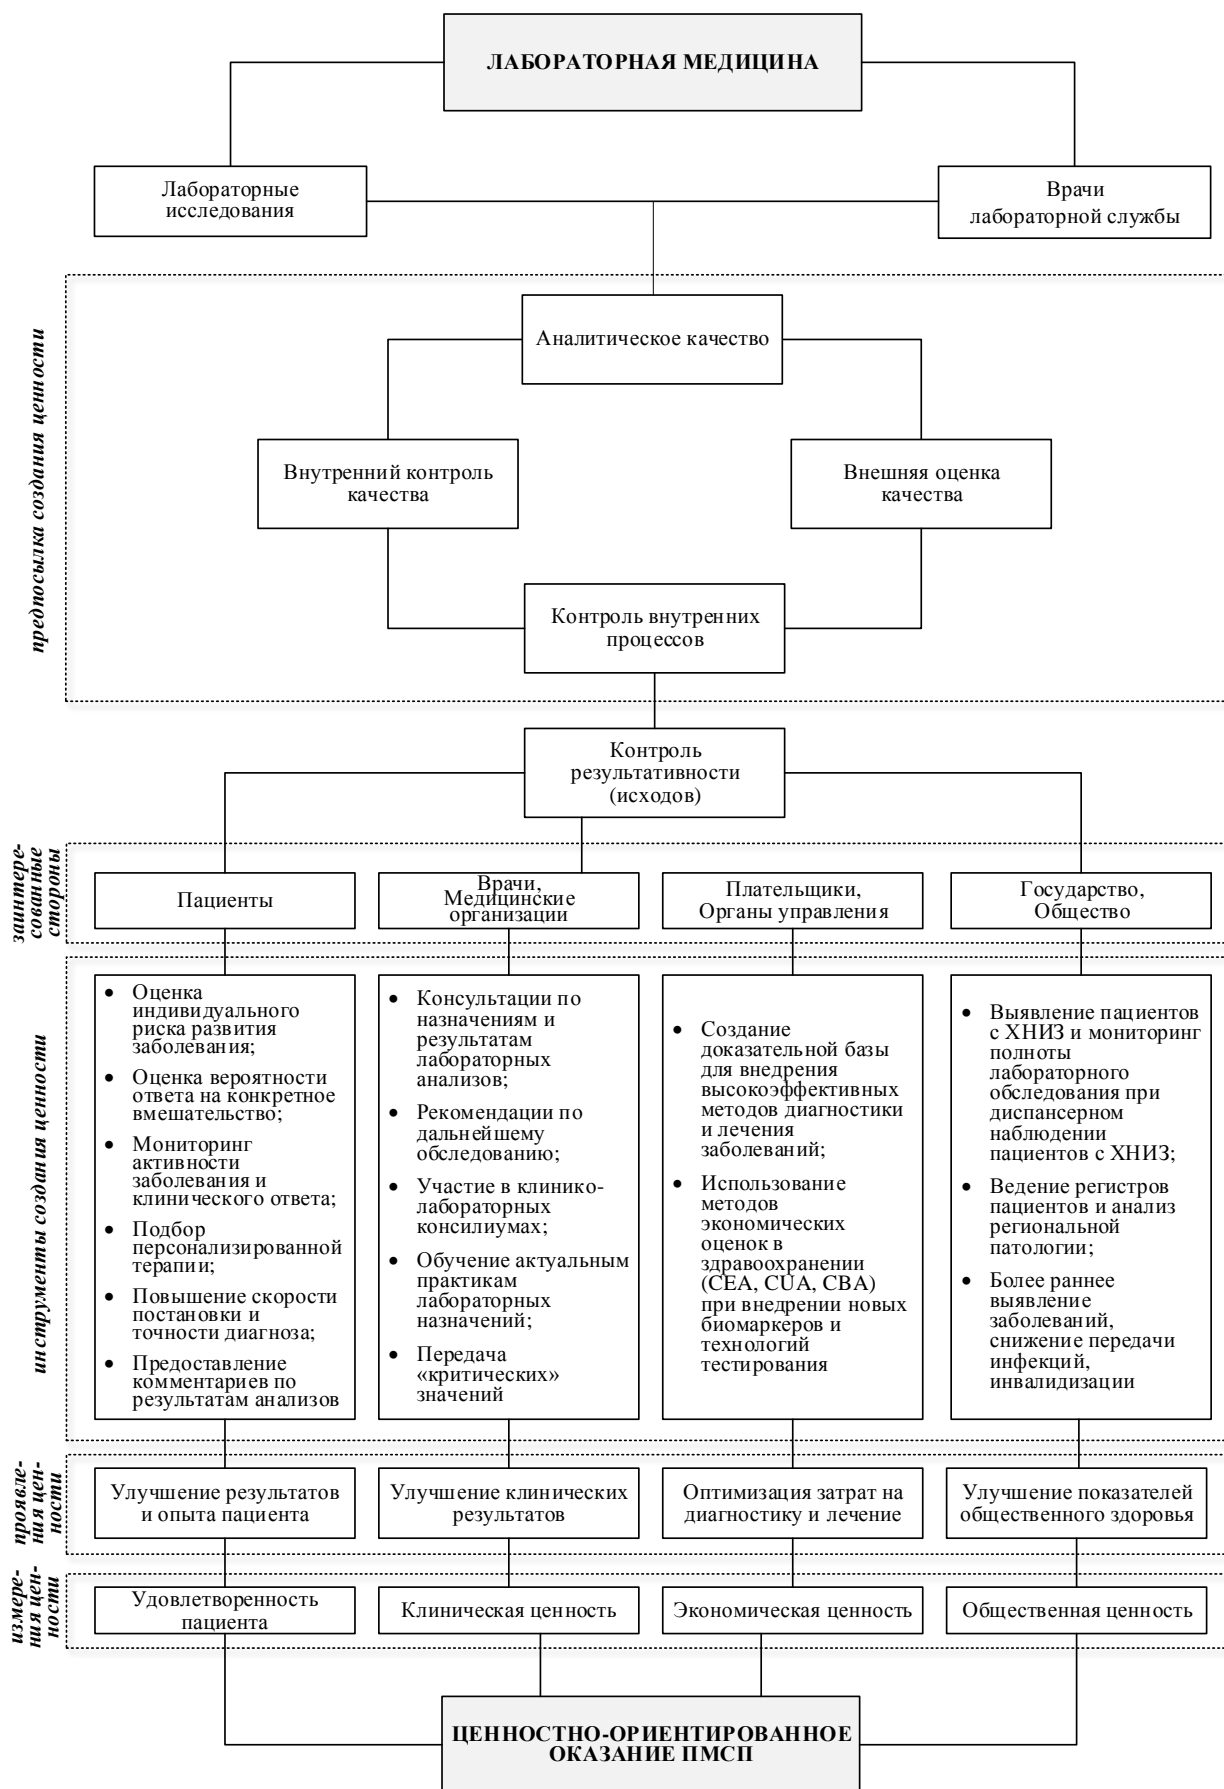 ЛАБОРАТОРНАЯ МЕДИЦИНА
Лабораторные
исследования
Врачи
лабораторной службы
предпосылка создания ценности
Аналитическое качество
Внутренний контроль
качества
Внешняя оценка
качества
Контроль внутренних
процессов
Контроль
результативности
(исходов)
заинтере-
сованные
стороны
Пациенты
Врачи,
Медицинские
организации
Плательщики,
Органы управления
Государство,
Общество
инструменты создания ценности
• Оценка
индивидуального
риска развития
заболевания;
• Оценка вероятности
ответа на конкретное
вмешательство;
• Мониторинг
активности
заболевания и
клинического ответа;
• Подбор
персонализированной
терапии;
• Повышение скорости
постановки и
точности диагноза;
• Предоставление
комментариев по
результатам анализов
• Консультации по
назначениям и
результатам
лабораторных
анализов;
• Рекомендации по
дальнейшему
обследованию;
• Участие в клинико-
лабораторных
консилиумах;
• Обучение актуальным
практикам
лабораторных
назначений;
• Передача
«критических»
значений
• Создание
доказательной базы
для внедрения
высокоэффективных
методов диагностики
и лечения
заболеваний;
• Использование
методов
экономических
оценок в
здравоохранении
(CEA, CUA, CBA)
при внедрении новых
биомаркеров и
технологий
тестирования
• Выявление пациентов
с ХНИЗ и мониторинг
полноты
лабораторного
обследования при
диспансерном
наблюдении
пациентов с ХНИЗ;
• Ведение регистров
пациентов и анализ
региональной
патологии;
• Более раннее
выявление
заболеваний,
снижение передачи
инфекций,
инвалидизации
проявле-
ния цен-
ности
Улучшение результатов
и опыта пациента
Улучшение клинических
результатов
Оптимизация затрат на
диагностику и лечение
Улучшение показателей
общественного здоровья
измере-
ния цен-
ности
Удовлетворенность
пациента
Клиническая ценность
Экономическая ценность
Общественная ценность
ЦЕННОСТНО-ОРИЕНТИРОВАННОЕ
ОКАЗАНИЕ ПМСП